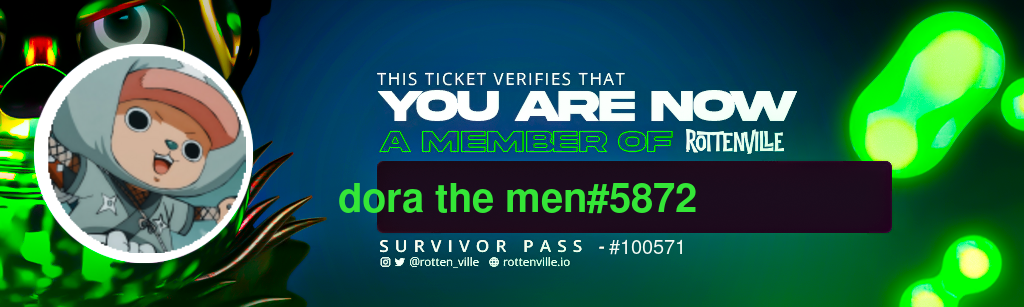 THIS TICKET VERIFIES THAT
YOU ARE NOW
A MEMBER OF ROTTENVILLE
dora the men#5872
SURVIVOR PASS - #100571
@rotten_ville rottenville.io